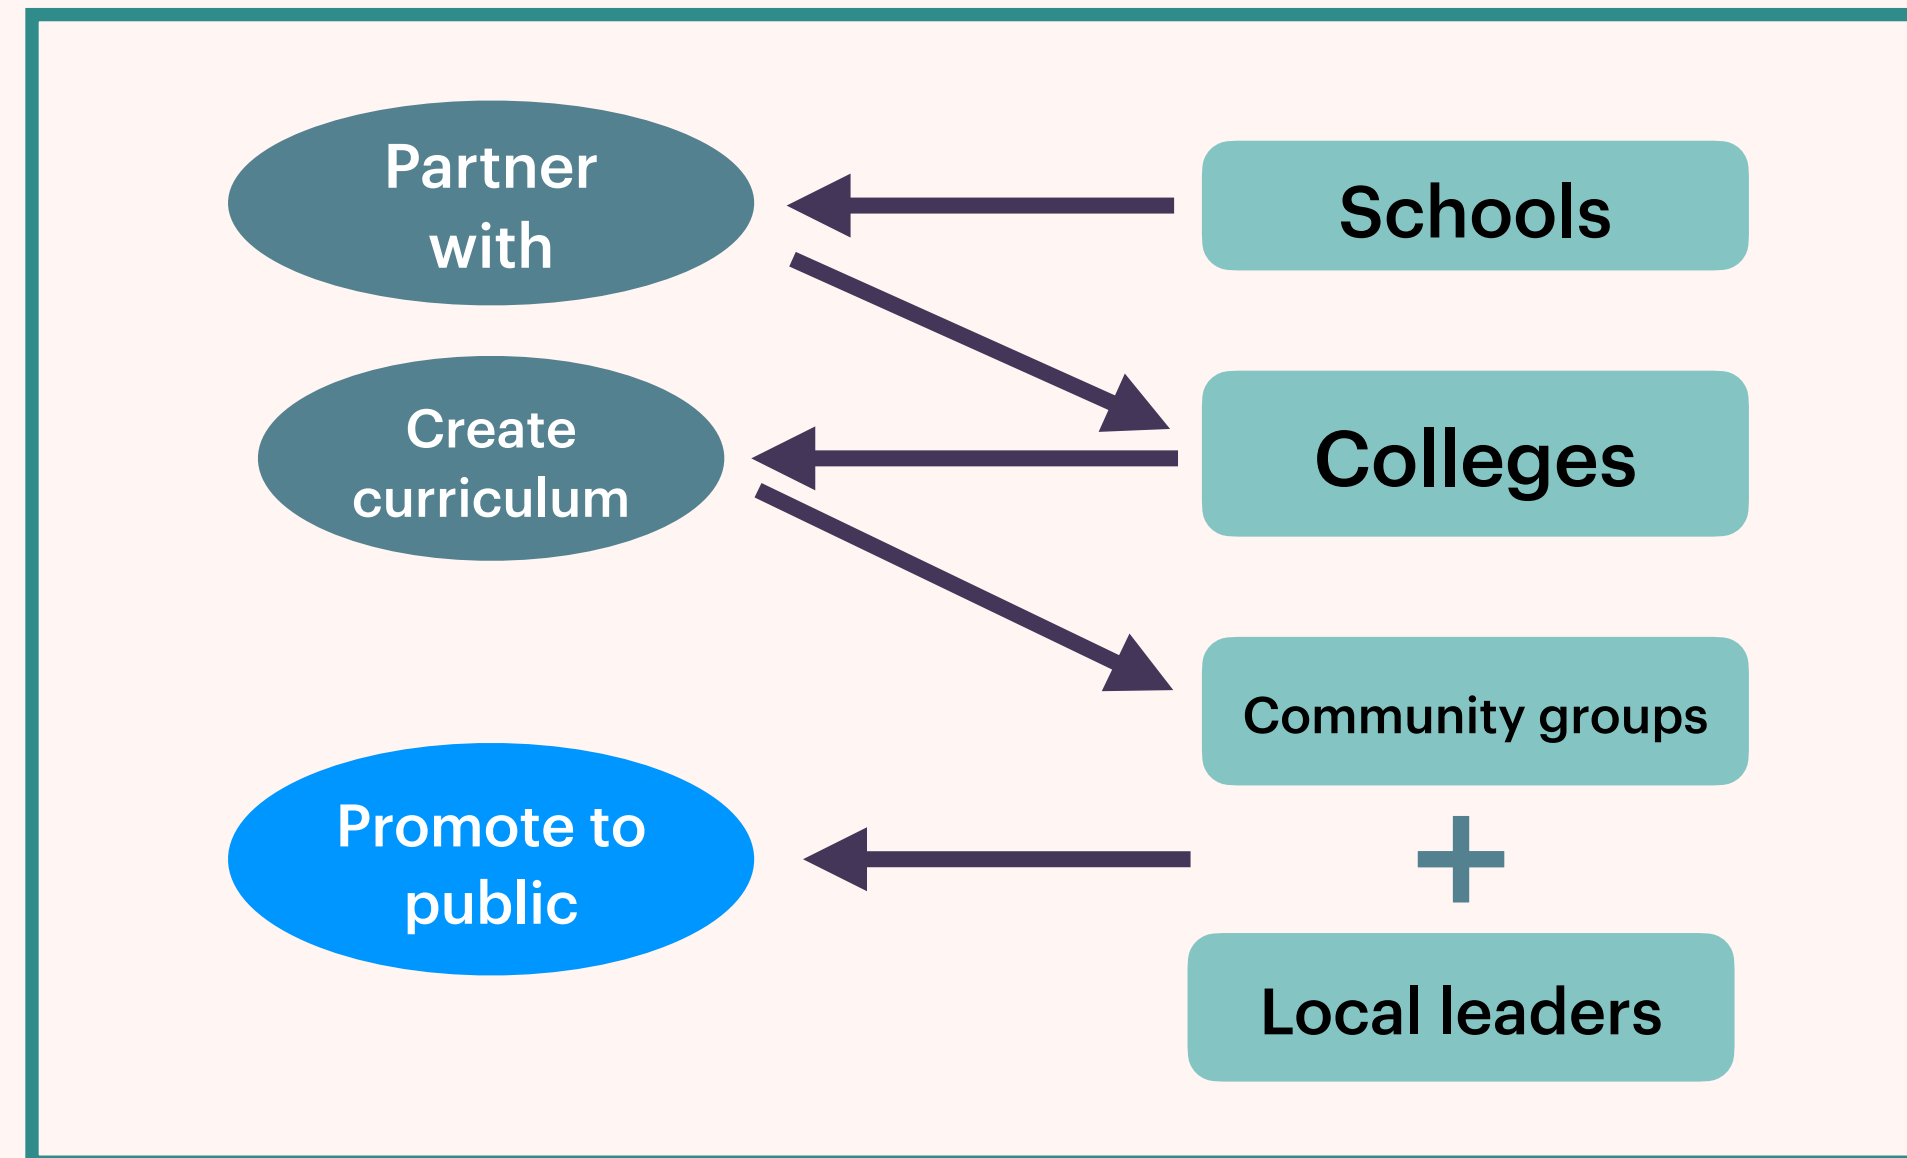 Partner
with
Schools
Create
curriculum
Colleges
Community groups
Promote to
public
+
Local leaders